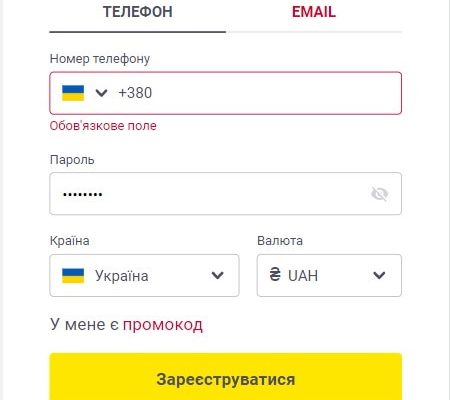 ТЕЛЕФОН EMAIL
Номер телефону
+380
Обов'язкове поле
Пароль
••••••••
Країна Валюта
Україна ₴ UAH
У мене є промокод
Зареєструватися